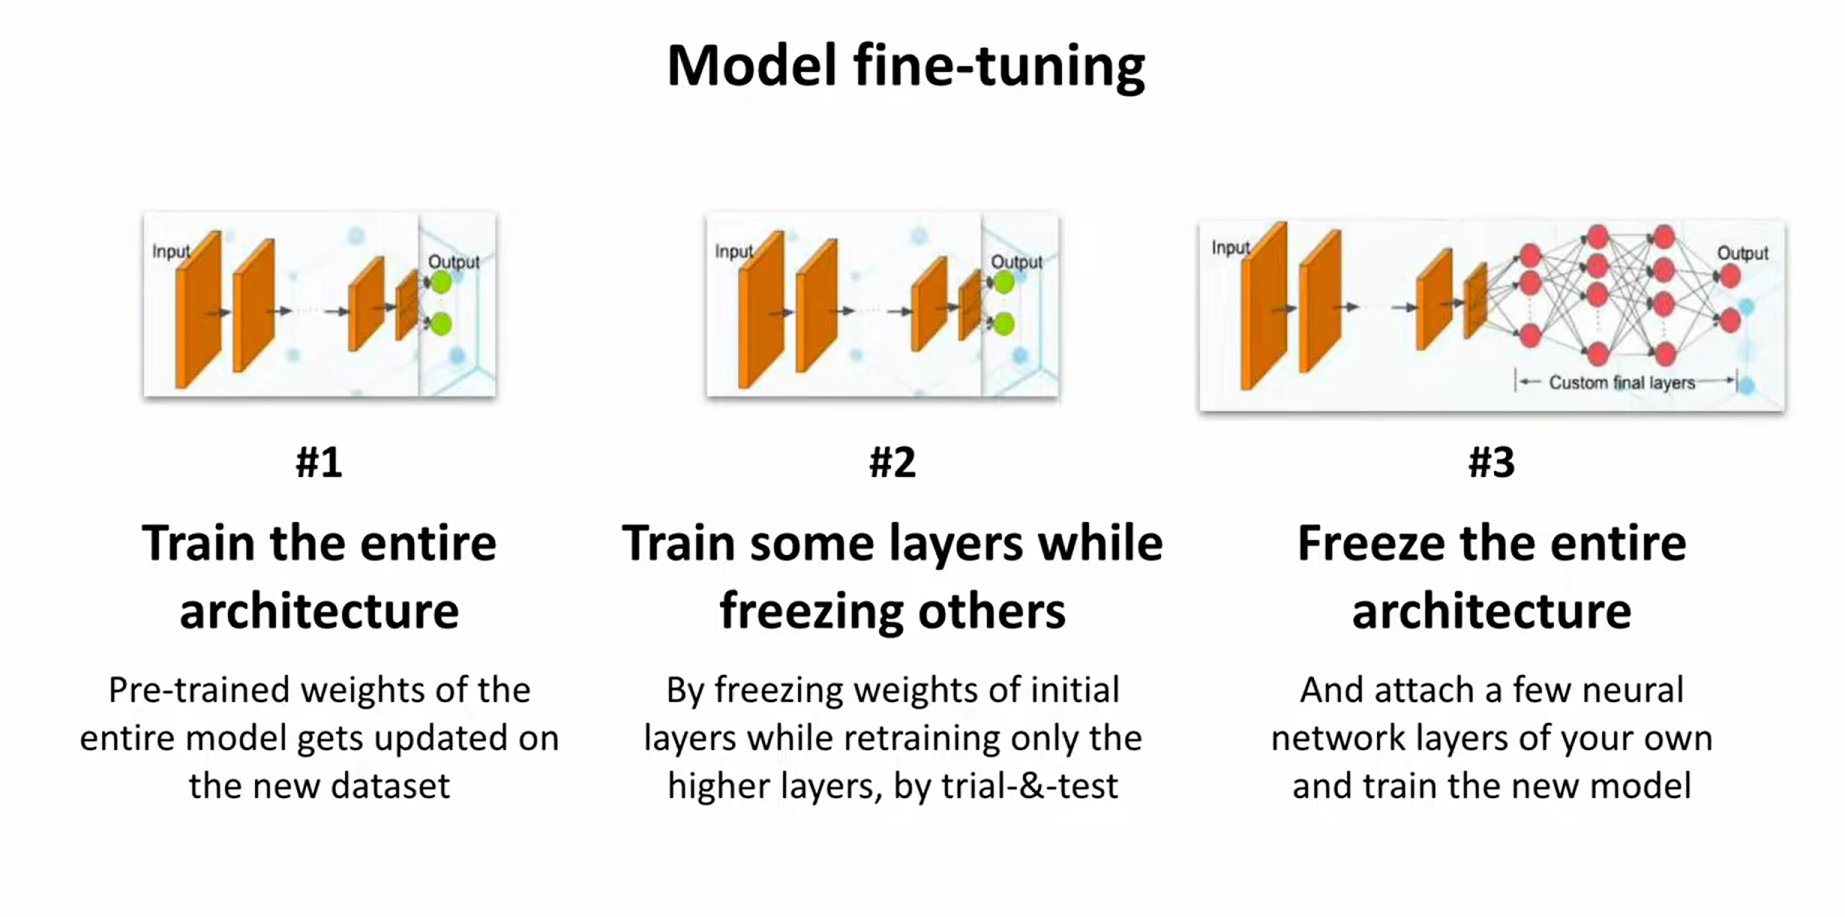 Model fine-tuning
Input
Output
#1
Train the entire
architecture
Pre-trained weights of the
entire model gets updated on
the new dataset
Input
Output
#2
Train some layers while
freezing others
By freezing weights of initial
layers while retraining only the
higher layers, by trial-&-test
Input
Output
Custom final layers
#3
Freeze the entire
architecture
And attach a few neural
network layers of your own
and train the new model